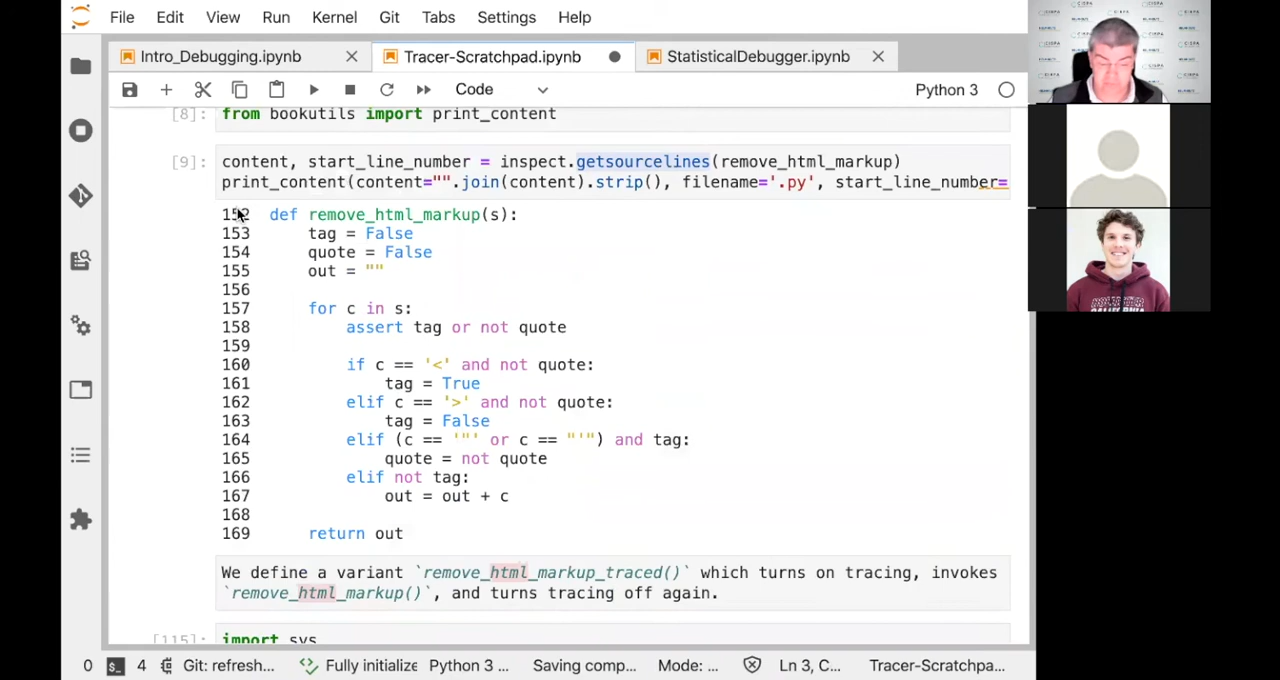 File Edit View Run Kernel Git Tabs Settings Help
Intro_Debugging.ipynb Tracer-Scratchpad.ipynb StatisticalDebugger.ipynb
Code Python 3
[8]: from bookutils import print_content
[9]: content, start_line_number = inspect.getsourcelines(remove_html_markup)
print_content(content="".join(content).strip(), filename='.py', start_line_number=
152 def remove_html_markup(s):
153 tag = False
154 quote = False
155 out = ""
156
157 for c in s:
158 assert tag or not quote
159
160 if c == '<' and not quote:
161 tag = True
162 elif c == '>' and not quote:
163 tag = False
164 elif (c == '"' or c == "'") and tag:
165 quote = not quote
166 elif not tag:
167 out = out + c
168
169 return out
We define a variant `remove_html_markup_traced()` which turns on tracing, invokes
`remove_html_markup()`, and turns tracing off again.
[115]: import sys
0 4 Git: refresh... Fully initialize Python 3 ... Saving comp... Mode: ... Ln 3, C... Tracer-Scratchpa...